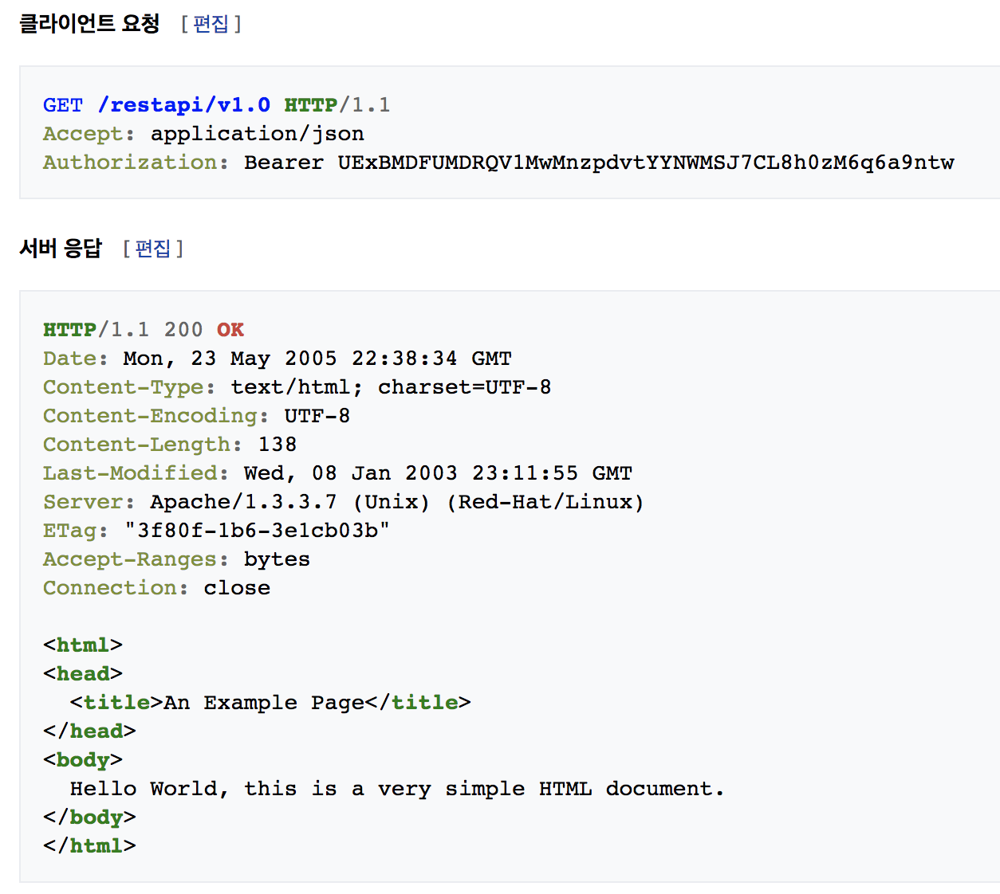 클라이언트 요청 [ 편집 ]
GET /restapi/v1.0 HTTP/1.1
Accept: application/json
Authorization: Bearer UExBMDFUMDRQV1MwMnzpdvtYYNWMSJ7CL8h0zM6q6a9ntw
서버 응답 [ 편집 ]
HTTP/1.1 200 OK
Date: Mon, 23 May 2005 22:38:34 GMT
Content-Type: text/html; charset=UTF-8
Content-Encoding: UTF-8
Content-Length: 138
Last-Modified: Wed, 08 Jan 2003 23:11:55 GMT
Server: Apache/1.3.3.7 (Unix) (Red-Hat/Linux)
ETag: "3f80f-1b6-3e1cb03b"
Accept-Ranges: bytes
Connection: close
<html>
<head>
  <title>An Example Page</title>
</head>
<body>
  Hello World, this is a very simple HTML document.
</body>
</html>